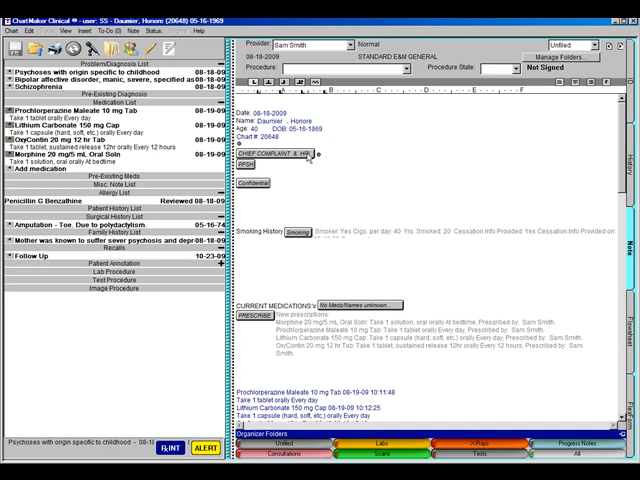 ChartMaker Clinical ® - user: SS - Daumier, Honore (20648) 05-16-1969
Chart Edit View Insert To-Do (0) Note Default Help
Problem/Diagnosis List
Psychoses with origin specific to childhood 08-18-09
Bipolar affective disorder, manic, severe, specified as 08-18-09
Schizophrenia 08-18-09
Pre-Existing Diagnosis
Medication List
Prochlorperazine Maleate 10 mg Tab 08-19-09
Take 1 tablet orally Every day
Lithium Carbonate 150 mg Cap 08-19-09
Take 1 capsule (hard, soft, etc.) orally Every day
OxyContin 20 mg 12 hr Tab 08-19-09
Take 1 tablet, sustained release 12hr orally Every 12 hours
Morphine 20 mg/5 mL Oral Soln 08-19-09
Take 1 solution, oral orally At bedtime
Add medication
Pre-Existing Meds
Misc. Note List
Allergy List
Penicillin G Benzathine Reviewed 08-18-09
Patient History List
Surgical History List
Amputation - Toe. Due to polydactylism. 05-16-74
Family History List
Mother was known to suffer sever psychosis and depr 08-18-09
Recalls
Follow Up 10-23-09
Patient Annotation
Lab Procedure
Test Procedure
Image Procedure
Psychoses with origin specific to childhood - 08-18
RxINT
ALERT
Provider: Sam Smith Normal Unfiled
08-18-2009 STANDARD E&M GENERAL Manage Folders...
Procedure: Procedure State: Not Signed
A B C D E F
Date: 08-18-2009
Name: Daumier , Honore
Age: 40 DOB: 05-16-1969
Chart #: 20648
CHIEF COMPLAINT & HPI
PFSH
Confidential
Smoking History Smoking Smoker: Yes Cigs. per day: 40 Yrs. Smoked: 20 Cessation Info Provided: Yes Cessation Info Provided on:
CURRENT MEDICATIONS: No Meds/Names unknown...
PRESCRIBE New prescriptions:
Morphine 20 mg/5 mL, Oral Soln: Take 1 solution, oral orally At bedtime, Prescribed by: Sam Smith.
Prochlorperazine Maleate 10 mg Tab: Take 1 tablet orally Every day, Prescribed by: Sam Smith.
Lithium Carbonate 150 mg Cap: Take 1 capsule (hard, soft, etc.) orally Every day, Prescribed by: Sam Smith.
OxyContin 20 mg 12 hr Tab: Take 1 tablet, sustained release 12hr orally Every 12 hours, Prescribed by: Sam
Smith.
Prochlorperazine Maleate 10 mg Tab 08-19-09 10:11:48
Take 1 tablet orally Every day
Lithium Carbonate 150 mg Cap 08-19-09 10:12:25
Take 1 capsule (hard, soft, etc.) orally Every day
Organizer Folders
Unfiled Labs X-Rays Progress Notes
Consultations Scans Tests All
History
Note
Flowsheet
FlexForm